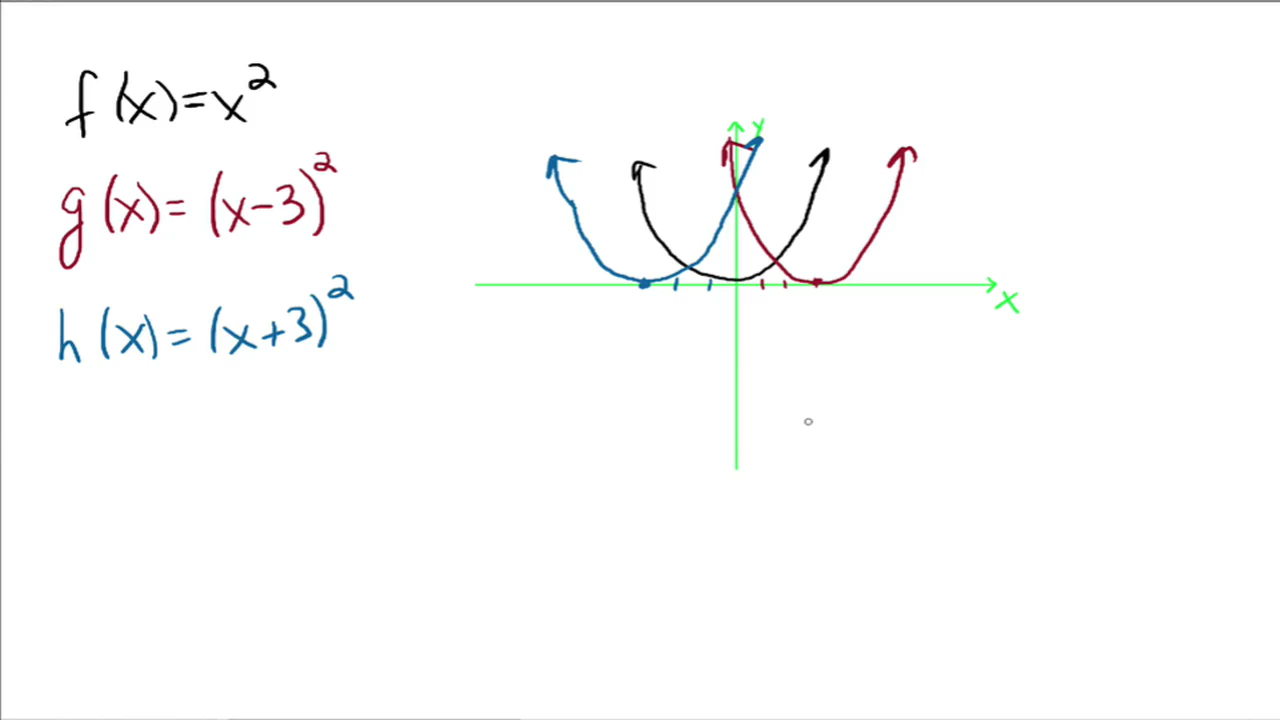 f(x)=x²
g(x)=(x-3)²
h(x)=(x+3)²
y
x